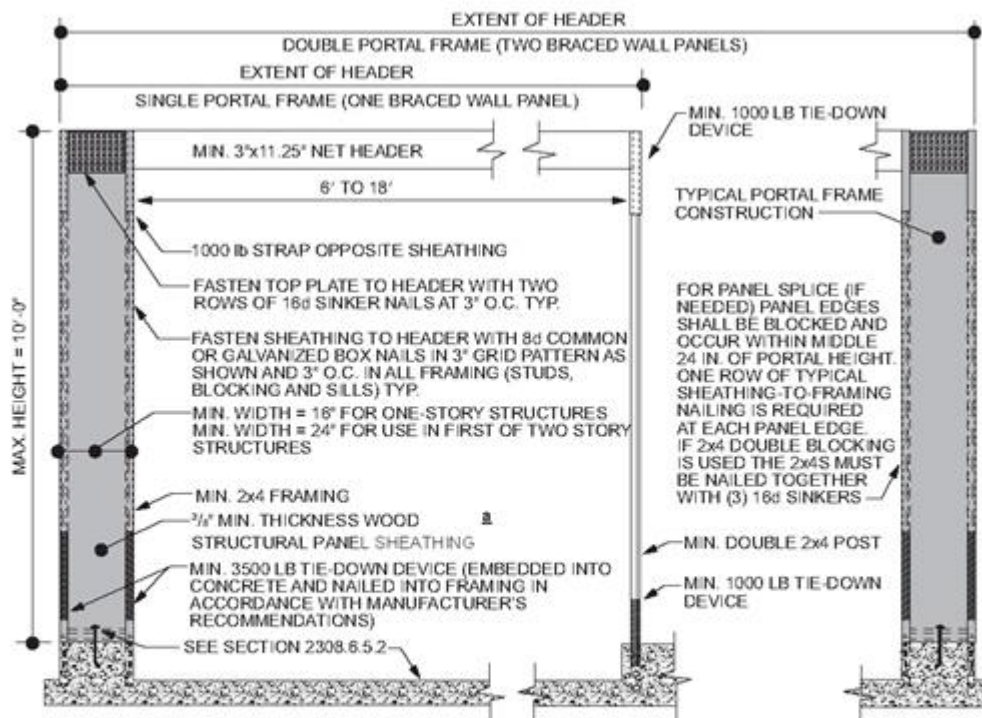 EXTENT OF HEADER
DOUBLE PORTAL FRAME (TWO BRACED WALL PANELS)
EXTENT OF HEADER
SINGLE PORTAL FRAME (ONE BRACED WALL PANEL)
MIN. 1000 LB TIE-DOWN
DEVICE
MIN. 3"x11.25" NET HEADER
6' TO 18'
TYPICAL PORTAL FRAME
CONSTRUCTION
1000 lb STRAP OPPOSITE SHEATHING
FASTEN TOP PLATE TO HEADER WITH TWO
ROWS OF 16d SINKER NAILS AT 3" O.C. TYP.
FASTEN SHEATHING TO HEADER WITH 8d COMMON
OR GALVANIZED BOX NAILS IN 3" GRID PATTERN AS
SHOWN AND 3" O.C. IN ALL FRAMING (STUDS,
BLOCKING AND SILLS) TYP.
MIN. WIDTH = 16" FOR ONE-STORY STRUCTURES
MIN. WIDTH = 24" FOR USE IN FIRST OF TWO STORY
STRUCTURES
MAX. HEIGHT = 10'-0"
FOR PANEL SPLICE (IF
NEEDED) PANEL EDGES
SHALL BE BLOCKED AND
OCCUR WITHIN MIDDLE
24 IN. OF PORTAL HEIGHT.
ONE ROW OF TYPICAL
SHEATHING-TO-FRAMING
NAILING IS REQUIRED
AT EACH PANEL EDGE.
IF 2x4 DOUBLE BLOCKING
IS USED THE 2x4S MUST
BE NAILED TOGETHER
WITH (3) 16d SINKERS
MIN. 2x4 FRAMING
3/8" MIN. THICKNESS WOOD a
STRUCTURAL PANEL SHEATHING
MIN. 3500 LB TIE-DOWN DEVICE (EMBEDDED INTO
CONCRETE AND NAILED INTO FRAMING IN
ACCORDANCE WITH MANUFACTURER'S
RECOMMENDATIONS)
MIN. DOUBLE 2x4 POST
MIN. 1000 LB TIE-DOWN
DEVICE
SEE SECTION 2308.6.5.2